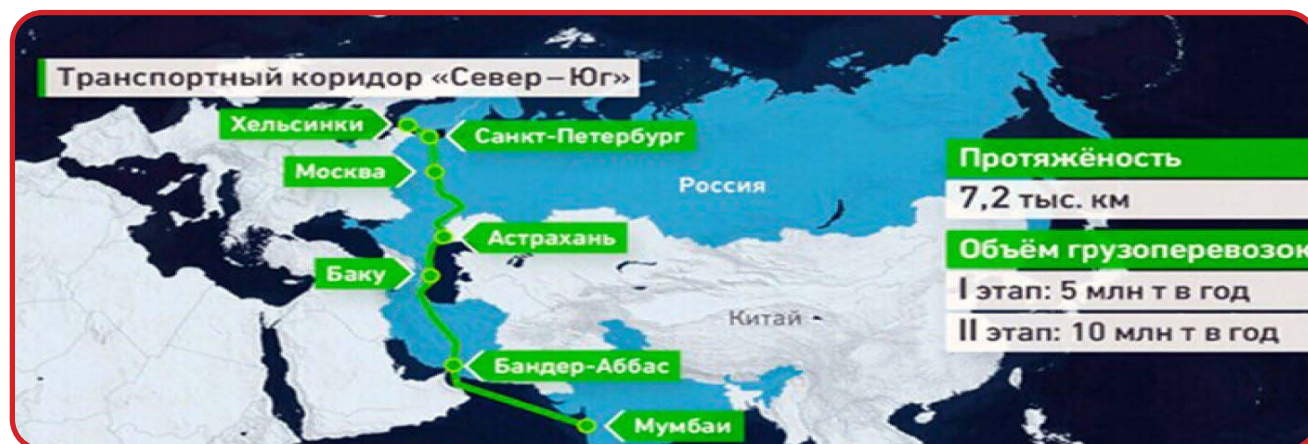 Транспортный коридор «Север – Юг»
Хельсинки
Санкт-Петербург
Москва
Россия
Протяжёность
7,2 тыс. км
Астрахань
Объём грузоперевозок
Баку
I этап: 5 млн т в год
Китай
II этап: 10 млн т в год
Бандер-Аббас
Мумбаи